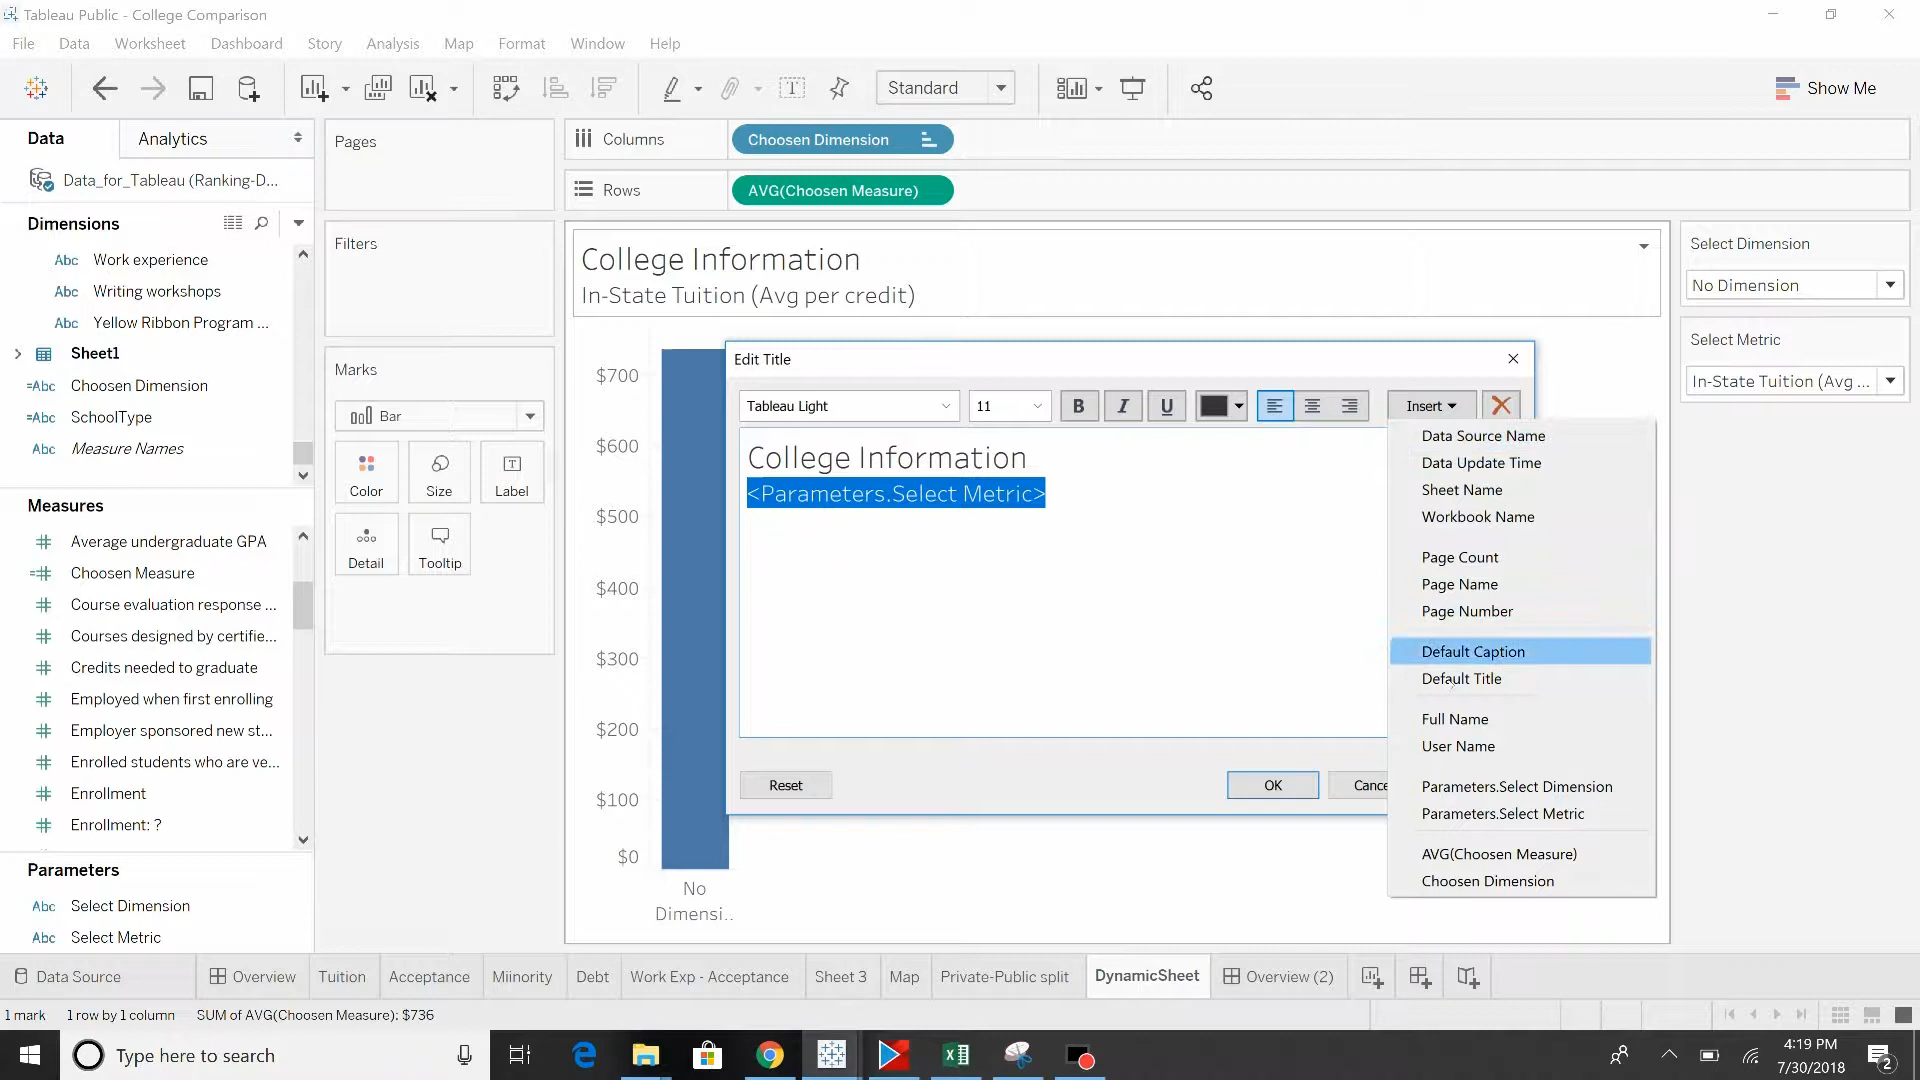 Tableau Public - College Comparison
File Data Worksheet Dashboard Story Analysis Map Format Window Help
Standard
Show Me
Data
Analytics
Data_for_Tableau (Ranking-D...
Dimensions
Abc Work experience
Abc Writing workshops
Abc Yellow Ribbon Program ...
Sheet1
=Abc Choosen Dimension
=Abc SchoolType
Abc Measure Names
Measures
Average undergraduate GPA
Choosen Measure
Course evaluation response ...
Courses designed by certifie...
Credits needed to graduate
Employed when first enrolling
Employer sponsored new st...
Enrolled students who are ve...
Enrollment
Enrollment: ?
Parameters
Abc Select Dimension
Abc Select Metric
Pages
Filters
Marks
Bar
Color
Size
Label
Detail
Tooltip
Columns
Choosen Dimension
Rows
AVG(Choosen Measure)
College Information
In-State Tuition (Avg per credit)
$700
$600
$500
$400
$300
$200
$100
$0
No
Dimensi..
Edit Title
Tableau Light
11
B I U
Insert
College Information
<Parameters.Select Metric>
Reset
OK
Cance
Data Source Name
Data Update Time
Sheet Name
Workbook Name
Page Count
Page Name
Page Number
Default Caption
Default Title
Full Name
User Name
Parameters.Select Dimension
Parameters.Select Metric
AVG(Choosen Measure)
Choosen Dimension
Select Dimension
No Dimension
Select Metric
In-State Tuition (Avg ...
Data Source
Overview
Tuition
Acceptance
Miinority
Debt
Work Exp - Acceptance
Sheet 3
Map
Private-Public split
DynamicSheet
Overview (2)
1 mark 1 row by 1 column SUM of AVG(Choosen Measure): $736
Type here to search
4:19 PM
7/30/2018
2